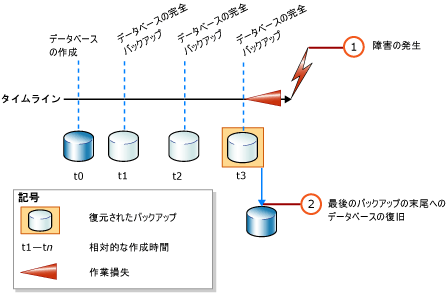 データベース
の作成
データベースの完全
バックアップ
データベースの完全
バックアップ
データベースの完全
バックアップ
1
障害の発生
タイムライン
t0
t1
t2
t3
記号
復元されたバックアップ
t1―tn
相対的な作成時間
作業損失
2
最後のバックアップの末尾への
データベースの復旧